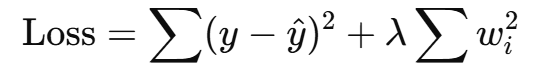 Loss = ∑(y − ŷ)² + λ ∑ wᵢ²